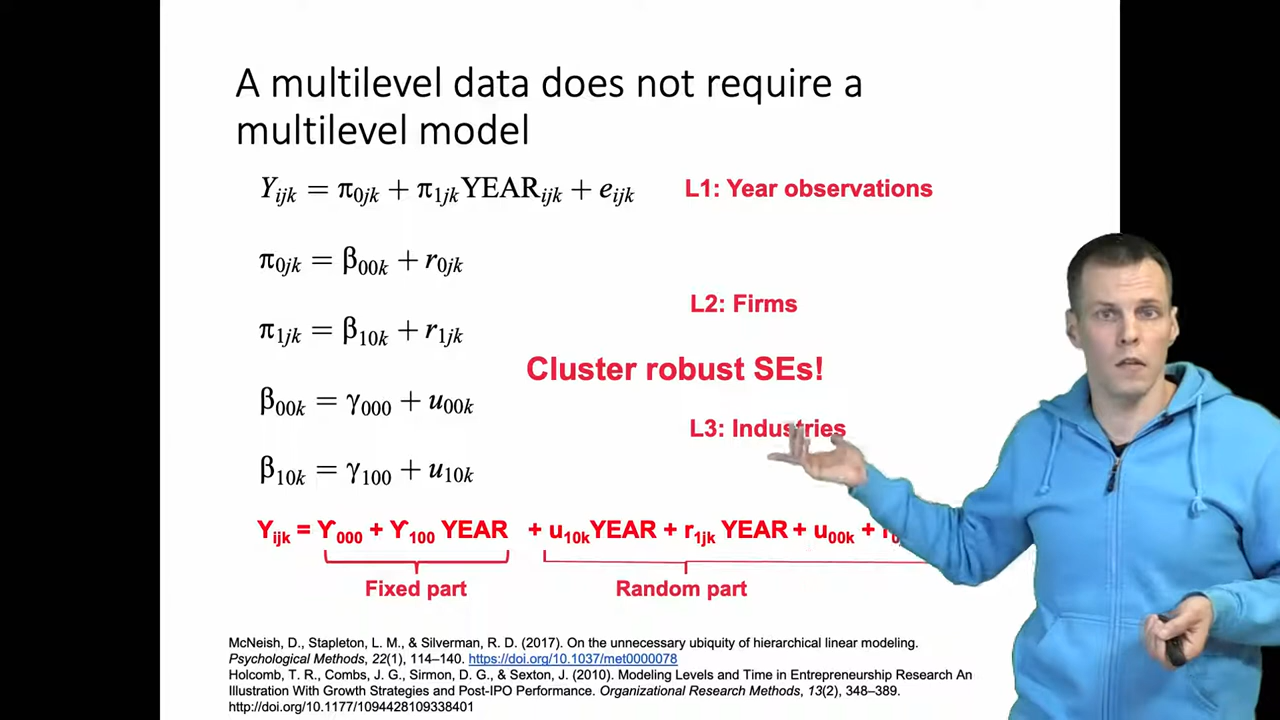 A multilevel data does not require a
multilevel model
Yijk = π0jk + π1jkYEARijk + eijk
L1: Year observations
π0jk = β00k + r0jk
L2: Firms
π1jk = β10k + r1jk
Cluster robust SEs!
β00k = γ000 + u00k
L3: Industries
β10k = γ100 + u10k
Yijk = ϒ000 + ϒ100 YEAR + u10kYEAR + r1jk YEAR + u00k +
Fixed part
Random part
McNeish, D., Stapleton, L. M., & Silverman, R. D. (2017). On the unnecessary ubiquity of hierarchical linear modeling.
Psychological Methods, 22(1), 114–140. https://doi.org/10.1037/met0000078
Holcomb, T. R., Combs, J. G., Sirmon, D. G., & Sexton, J. (2010). Modeling Levels and Time in Entrepreneurship Research An
Illustration With Growth Strategies and Post-IPO Performance. Organizational Research Methods, 13(2), 348–389.
http://doi.org/10.1177/1094428109338401